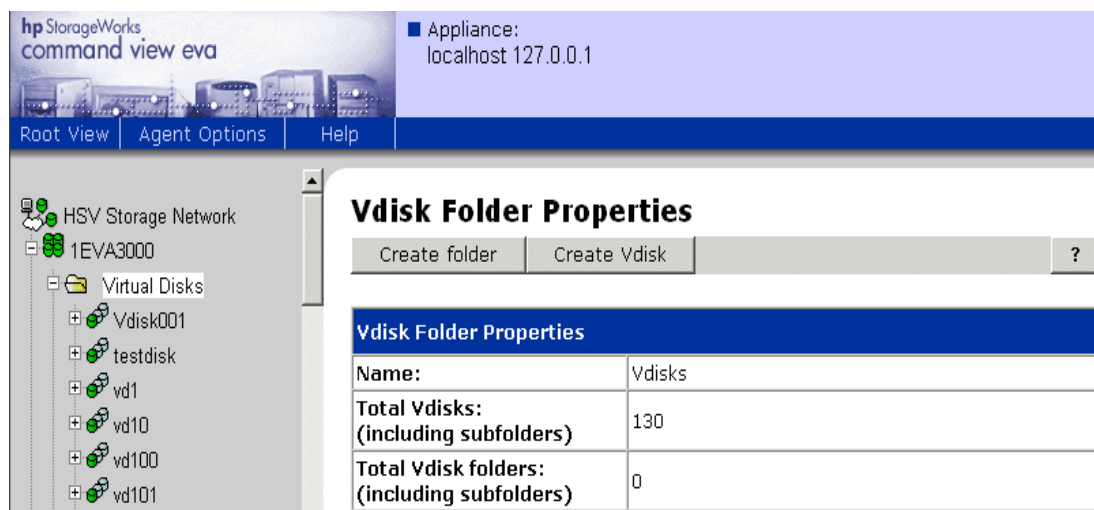 hp StorageWorks
command view eva
Appliance:
localhost 127.0.0.1
Root View
Agent Options
Help
HSV Storage Network
1EVA3000
Virtual Disks
Vdisk001
testdisk
vd1
vd10
vd100
vd101
Vdisk Folder Properties
Create folder
Create Vdisk
?
Vdisk Folder Properties
Name:
Vdisks
Total Vdisks:
(including subfolders)
130
Total Vdisk folders:
(including subfolders)
0